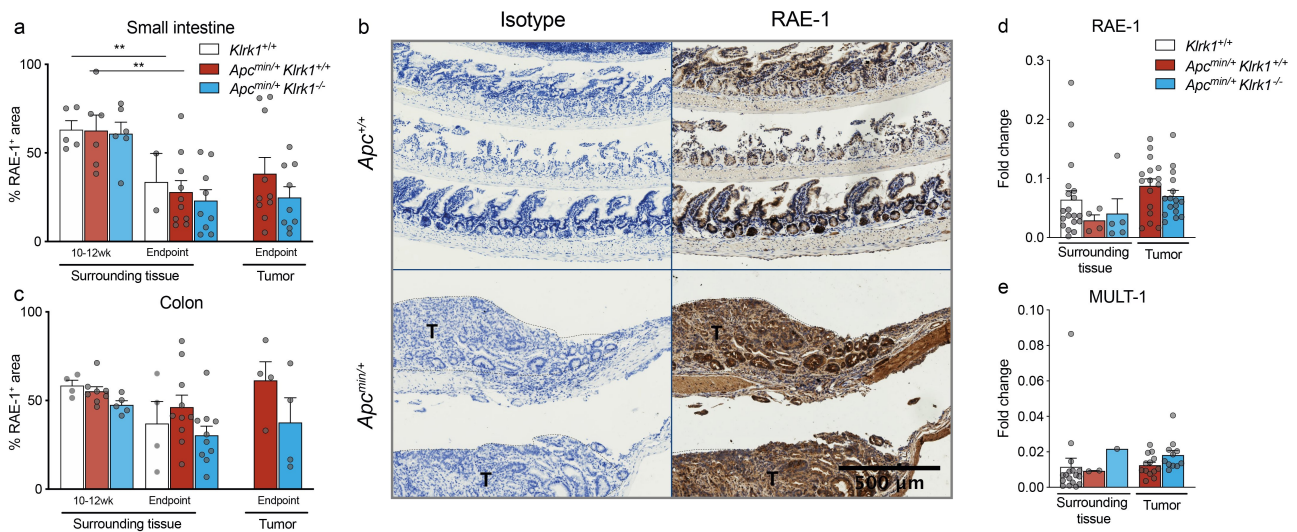 a
Small intestine
** 
**
Klrk1+/+
Apcmin/+ Klrk1+/+
Apcmin/+ Klrk1-/-
% RAE-1+ area
100
50
0
10-12wk
Endpoint
Endpoint
Surrounding tissue
Tumor
b
Isotype
RAE-1
Apc+/+
Apcmin/+
T
T
T
T
500 µm
c
Colon
% RAE-1+ area
100
50
0
10-12wk
Endpoint
Endpoint
Surrounding tissue
Tumor
d
RAE-1
Klrk1+/+
Apcmin/+ Klrk1+/+
Apcmin/+ Klrk1-/-
Fold change
0.3
0.2
0.1
0.0
Surrounding
tissue
Tumor
e
MULT-1
Fold change
0.10
0.08
0.06
0.04
0.02
0.00
Surrounding
tissue
Tumor